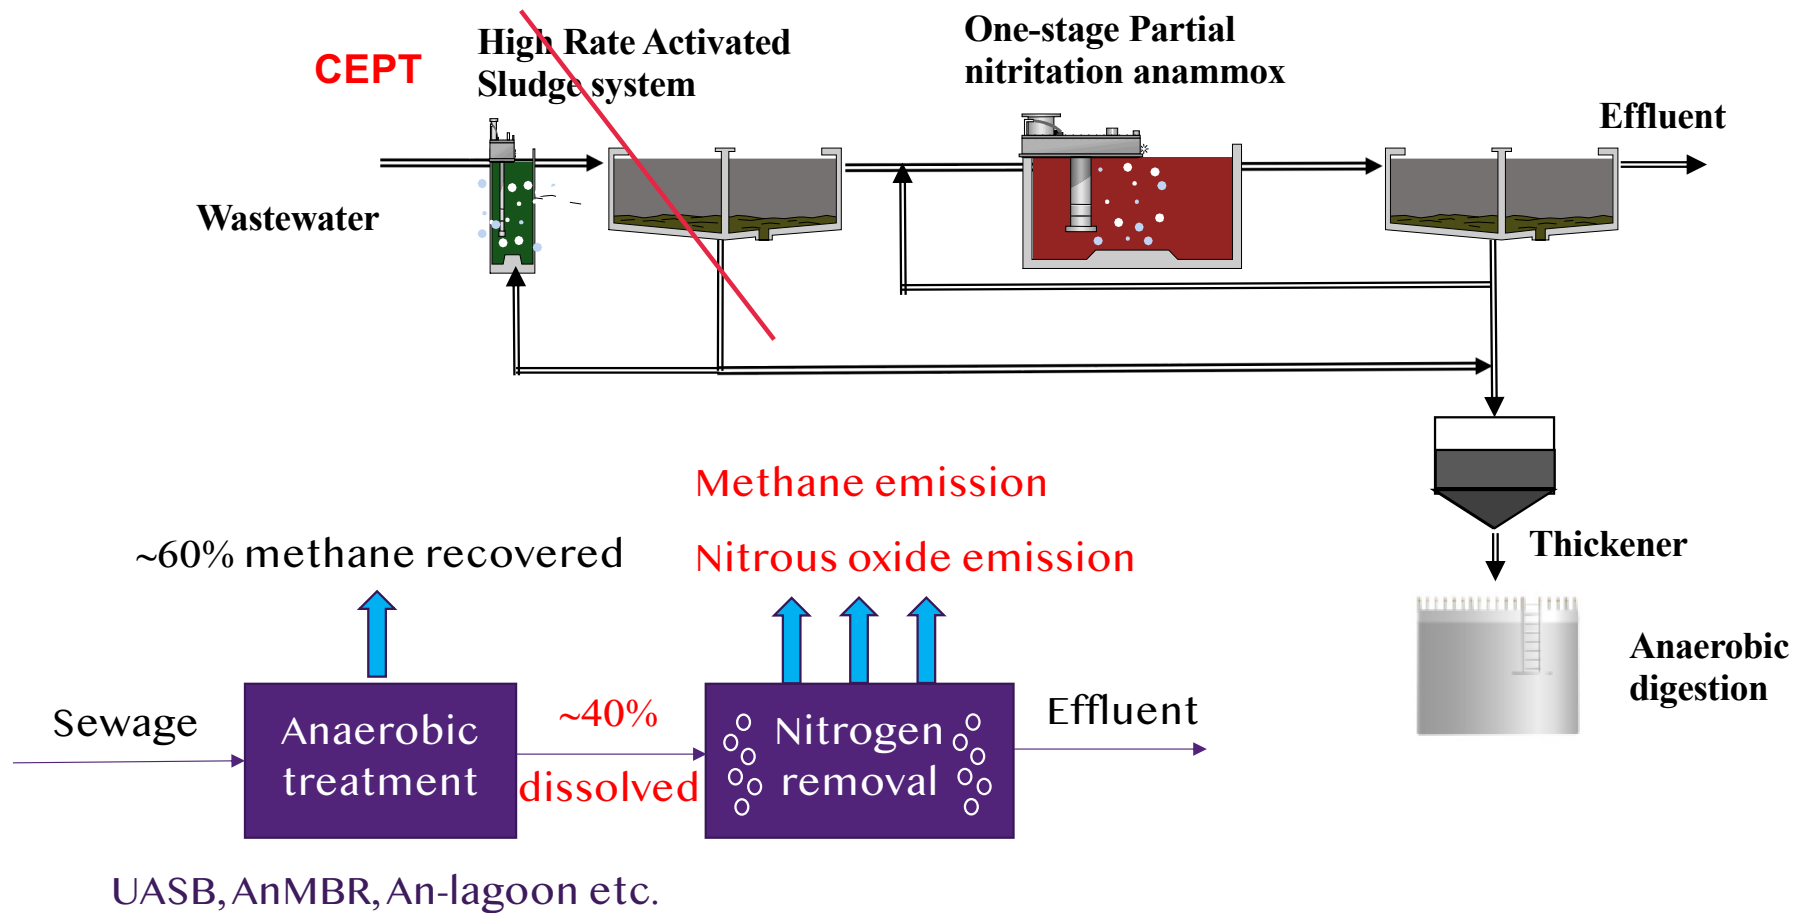 CEPT
High Rate Activated
Sludge system
One-stage Partial
nitritation anammox
Effluent
Wastewater
Thickener
Anaerobic
digestion
Methane emission
Nitrous oxide emission
~60% methane recovered
Sewage
Anaerobic
treatment
~40%
dissolved
Nitrogen
removal
Effluent
UASB, AnMBR, An-lagoon etc.